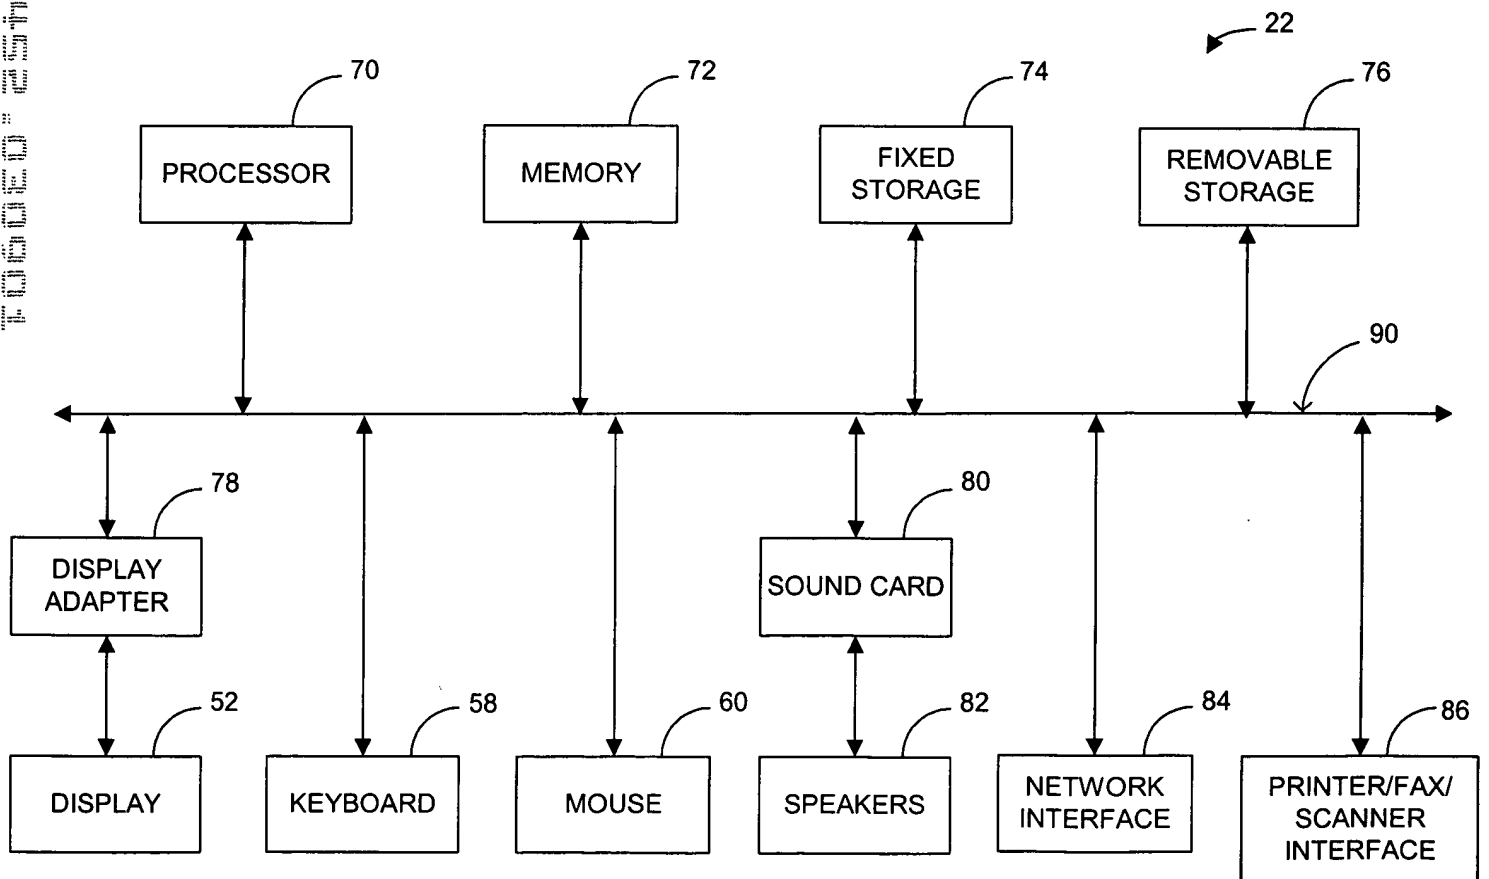 22
70
72
74
76
PROCESSOR
MEMORY
FIXED
STORAGE
REMOVABLE
STORAGE
90
78
80
DISPLAY
ADAPTER
SOUND CARD
52
58
60
82
84
86
DISPLAY
KEYBOARD
MOUSE
SPEAKERS
NETWORK
INTERFACE
PRINTER/FAX/
SCANNER
INTERFACE